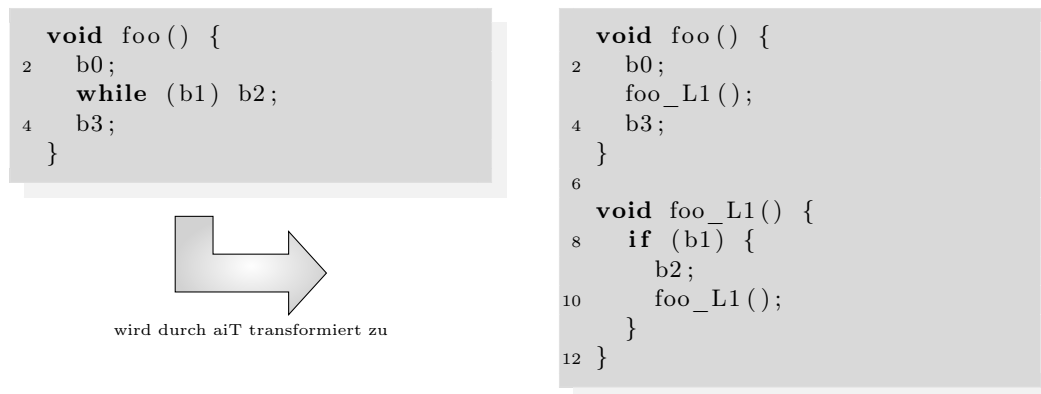 void foo() {
2 b0;
while (b1) b2;
4 b3;
}
wird durch aiT transformiert zu
void foo() {
2 b0;
foo_L1();
4 b3;
}
6
void foo_L1() {
8 if (b1) {
b2;
10 foo_L1();
}
12 }